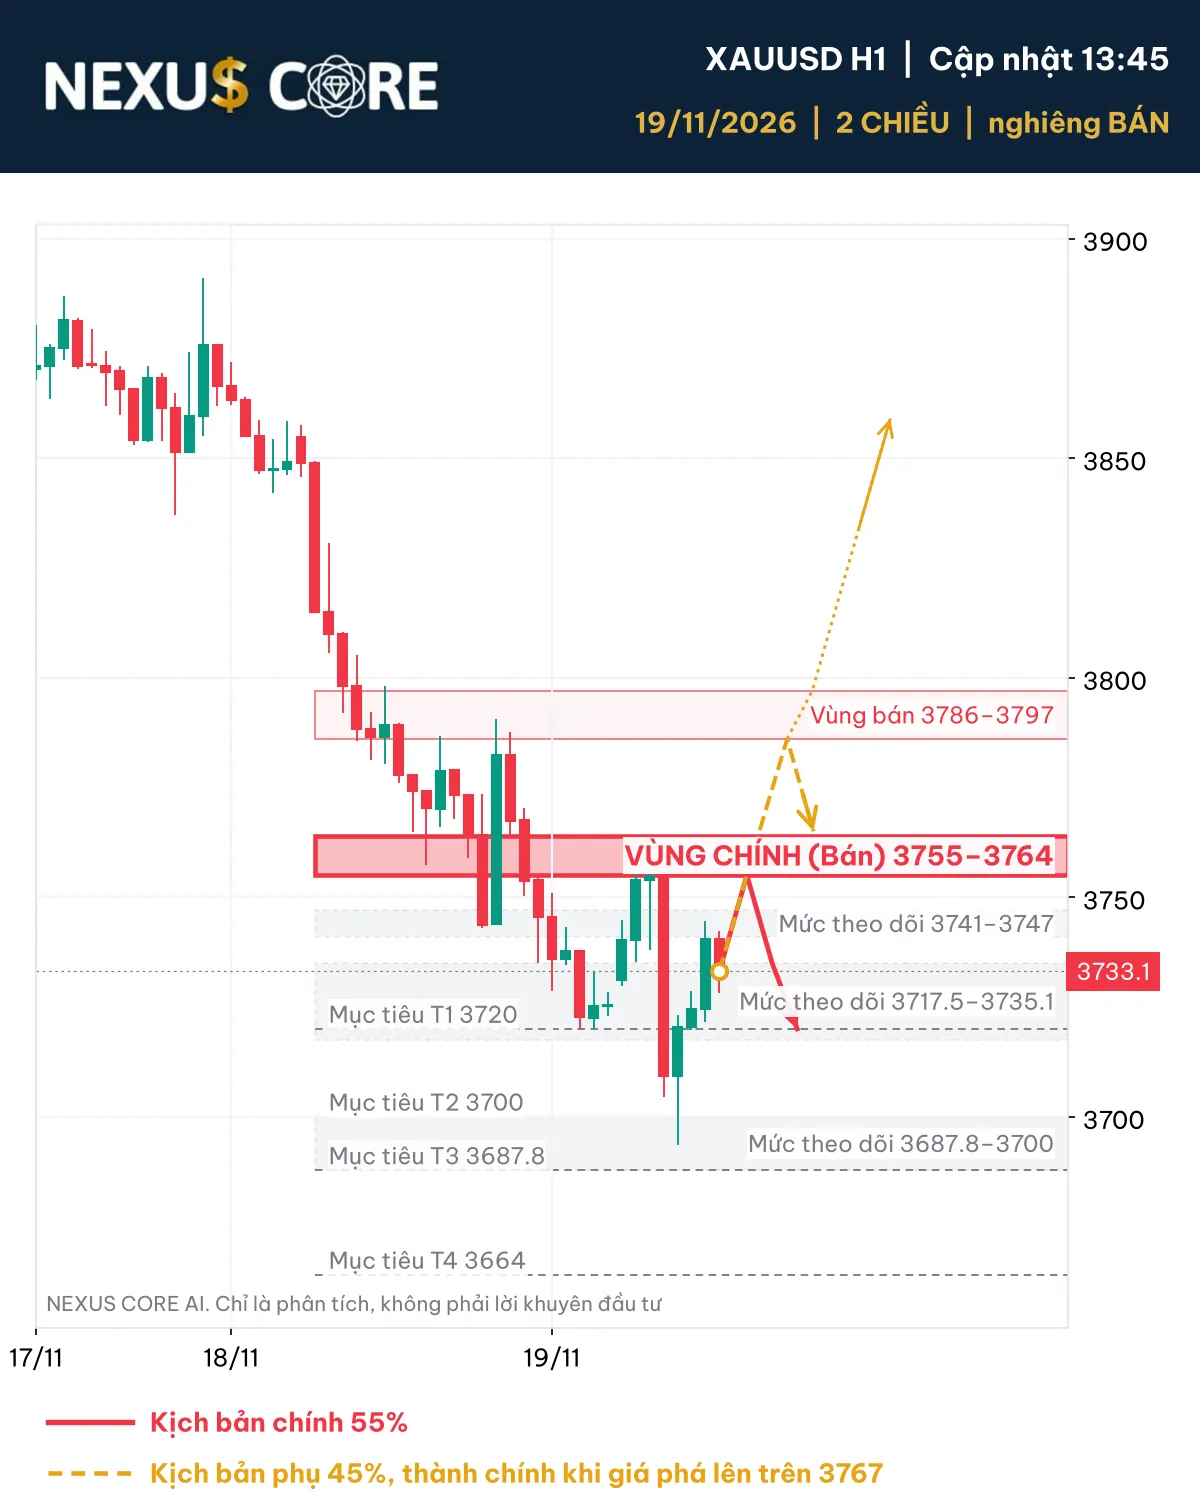 NEXU$ CORE
XAUUSD H1 | Cập nhật 13:45
19/11/2026 | 2 CHIỀU | nghiêng BÁN
3900
3850
3800
Vùng bán 3786–3797
VÙNG CHÍNH (Bán) 3755–3764
3750
Mức theo dõi 3741–3747
3733.1
Mức theo dõi 3717.5–3735.1
Mục tiêu T1 3720
Mục tiêu T2 3700
3700
Mức theo dõi 3687.8–3700
Mục tiêu T3 3687.8
Mục tiêu T4 3664
NEXUS CORE AI. Chỉ là phân tích, không phải lời khuyên đầu tư
17/11
18/11
19/11
Kịch bản chính 55%
Kịch bản phụ 45%, thành chính khi giá phá lên trên 3767